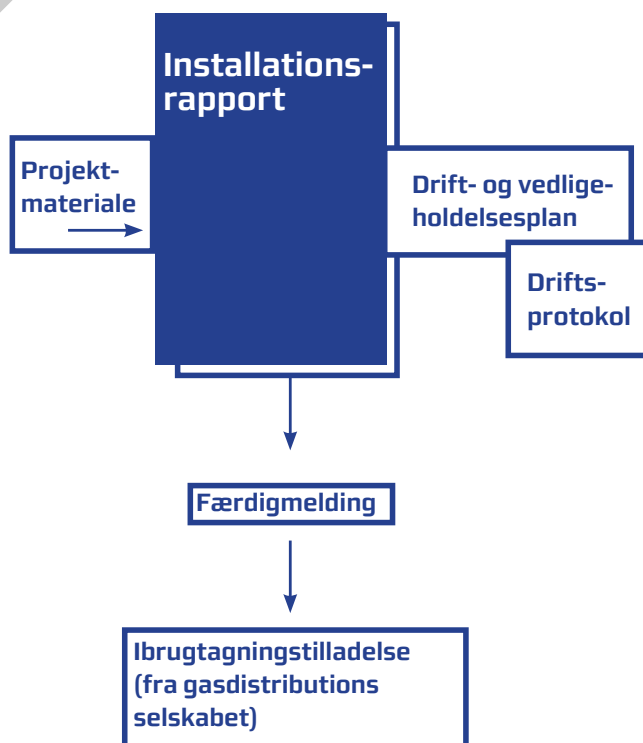 Installations-
rapport
Projekt-
materiale
Drift- og vedlige-
holdelsesplan
Drifts-
protokol
Færdigmelding
Ibrugtagningstilladelse
(fra gasdistributions
selskabet)